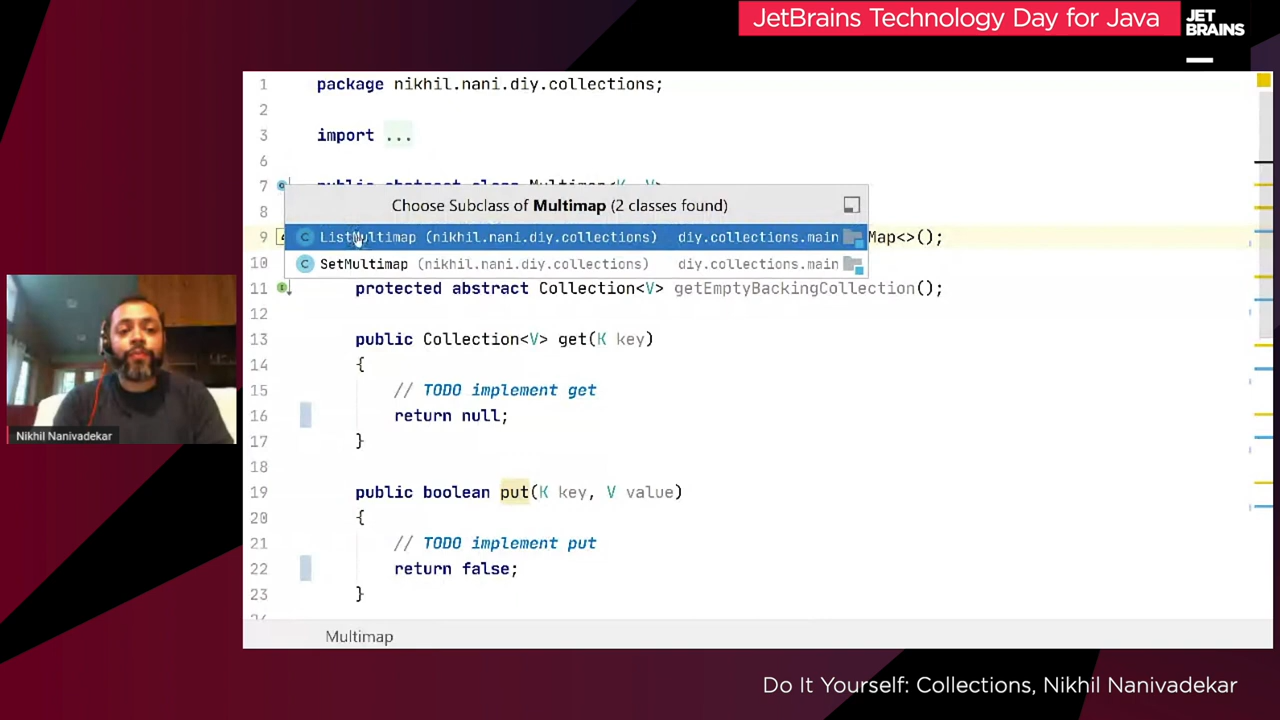 JetBrains Technology Day for Java
JET
BRAINS
1 package nikhil.nani.diy.collections;
2
3 import ...
6
7 public abstract class Multimap<K, V>
Choose Subclass of Multimap (2 classes found)
8
ListMultimap (nikhil.nani.diy.collections) diy.collections.main
9 Map<>();
10
SetMultimap (nikhil.nani.diy.collections) diy.collections.main
11 protected abstract Collection<V> getEmptyBackingCollection();
12
13 public Collection<V> get(K key)
14 {
15 // TODO implement get
16 return null;
17 }
18
19 public boolean put(K key, V value)
20 {
21 // TODO implement put
22 return false;
23 }
Nikhil Nanivadekar
Multimap
Do It Yourself: Collections, Nikhil Nanivadekar